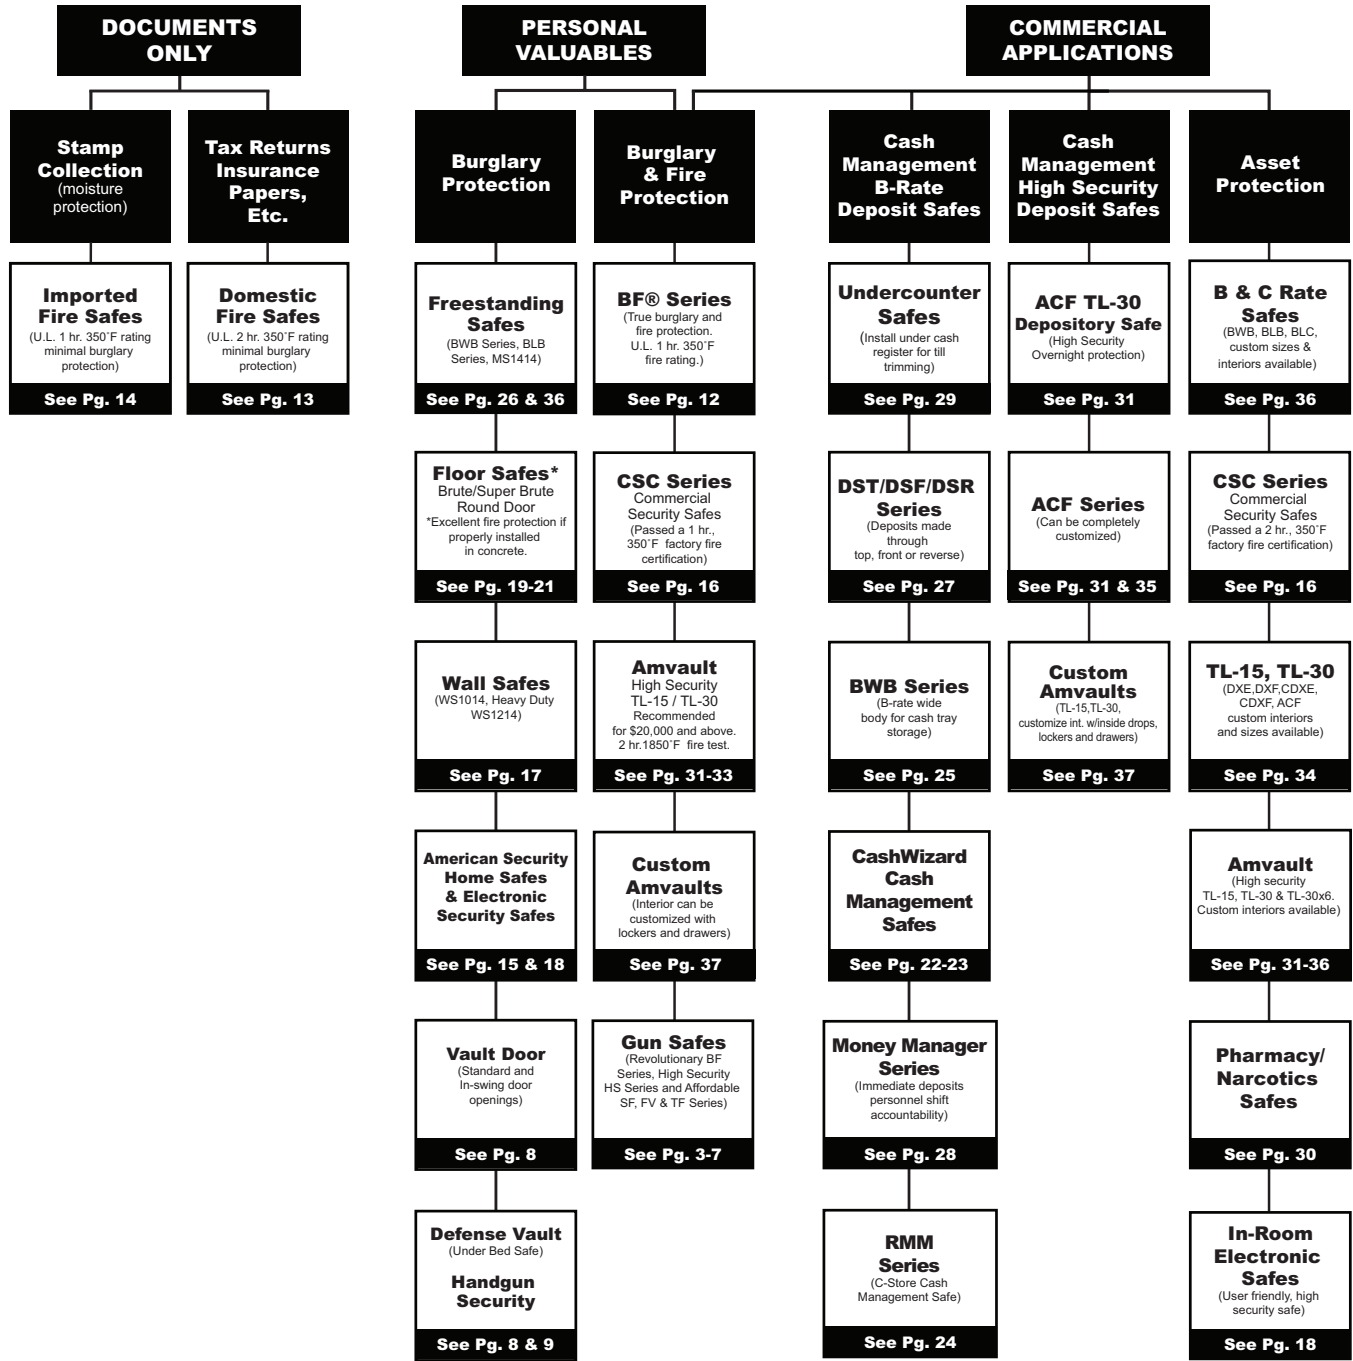 DOCUMENTS
ONLY
PERSONAL
VALUABLES
COMMERCIAL
APPLICATIONS
Stamp
Collection
(moisture
protection)
Tax Returns
Insurance
Papers,
Etc.
Burglary
Protection
Burglary
& Fire
Protection
Cash
Management
B-Rate
Deposit Safes
Cash
Management
High Security
Deposit Safes
Asset
Protection
Imported
Fire Safes
(U.L. 1 hr. 350˚F rating
minimal burglary
protection)
See Pg. 14
Domestic
Fire Safes
(U.L. 2 hr. 350˚F rating
minimal burglary
protection)
See Pg. 13
Freestanding
Safes
(BWB Series, BLB
Series, MS1414)
See Pg. 26 & 36
BF® Series
(True burglary and
fire protection.
U.L. 1 hr. 350˚F
fire rating.)
See Pg. 12
Undercounter
Safes
(Install under cash
register for till
trimming)
See Pg. 29
ACF TL-30
Depository Safe
(High Security
Overnight protection)
See Pg. 31
B & C Rate
Safes
(BWB, BLB, BLC,
custom sizes &
interiors available)
See Pg. 36
Floor Safes*
Brute/Super Brute
Round Door
*Excellent fire protection if
properly installed
in concrete.
See Pg. 19-21
CSC Series
Commercial
Security Safes
(Passed a 1 hr.,
350˚F factory fire
certification)
See Pg. 16
DST/DSF/DSR
Series
(Deposits made
through
top, front or reverse)
See Pg. 27
ACF Series
(Can be completely
customized)
See Pg. 31 & 35
CSC Series
Commercial
Security Safes
(Passed a 2 hr., 350˚F
factory fire certification)
See Pg. 16
Wall Safes
(WS1014, Heavy Duty
WS1214)
See Pg. 17
Amvault
High Security
TL-15 / TL-30
Recommended
for $20,000 and above.
2 hr.1850˚F fire test.
See Pg. 31-33
BWB Series
(B-rate wide
body for cash tray
storage)
See Pg. 25
Custom
Amvaults
(TL-15,TL-30,
customize int. w/inside drops,
lockers and drawers)
See Pg. 37
TL-15, TL-30
(DXE,DXF,CDXE,
CDXF, ACF
custom interiors
and sizes available)
See Pg. 34
American Security
Home Safes
& Electronic
Security Safes
See Pg. 15 & 18
Custom
Amvaults
(Interior can be
customized with
lockers and drawers)
See Pg. 37
CashWizard
Cash
Management
Safes
See Pg. 22-23
Amvault
(High security
TL-15, TL-30 & TL-30x6.
Custom interiors available)
See Pg. 31-36
Vault Door
(Standard and
In-swing door
openings)
See Pg. 8
Gun Safes
(Revolutionary BF
Series, High Security
HS Series and Affordable
SF, FV & TF Series)
See Pg. 3-7
Money Manager
Series
(Immediate deposits
personnel shift
accountability)
See Pg. 28
Pharmacy/
Narcotics
Safes
See Pg. 30
Defense Vault
(Under Bed Safe)
Handgun
Security
See Pg. 8 & 9
RMM
Series
(C-Store Cash
Management Safe)
See Pg. 24
In-Room
Electronic
Safes
(User friendly, high
security safe)
See Pg. 18